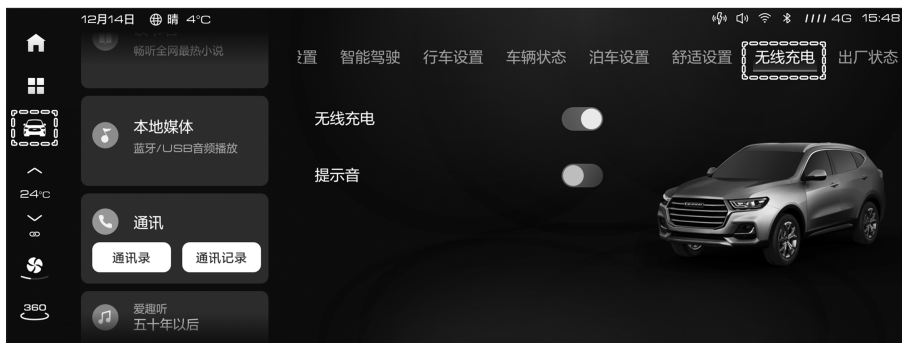 12月14日 晴 4°C
4G 15:48
畅听全网最热小说
置 智能驾驶 行车设置 车辆状态 泊车设置 舒适设置 无线充电 出厂状态
本地媒体
蓝牙/USB音频播放
无线充电
提示音
24°C
通讯
通讯录 通讯记录
360
爱趣听
五十年以后